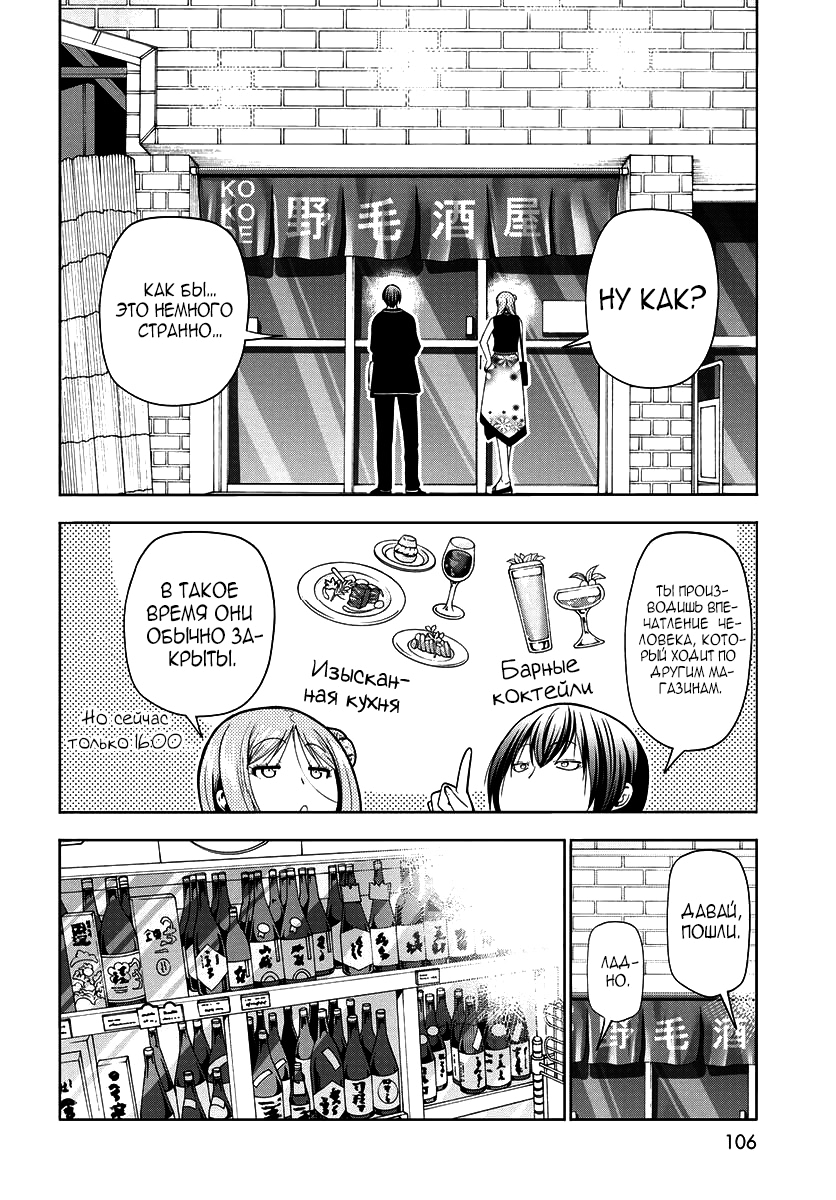 KO
KO
LE
野毛酒屋
НУ КАК?
КАК БЫ...
ЭТО НЕМНОГО
СТРАННО...
ТЫ ПРОИЗ-
ВОДИШЬ ВПЕ-
ЧАТЛЕНИЕ ЧЕ-
ЛОВЕКА, КОТО-
РЫЙ ХОДИТ ПО
ДРУГИМ МА-
ГАЗИНАМ.
Барные
коктейли
Изыскан-
ная кухня
В ТАКОЕ
ВРЕМЯ ОНИ
ОБЫЧНО ЗА-
КРЫТЫ.
Но сейчас
только 16:00
ДАВАЙ,
ПОШЛИ.
ЛАД-
НО.
野毛酒
106